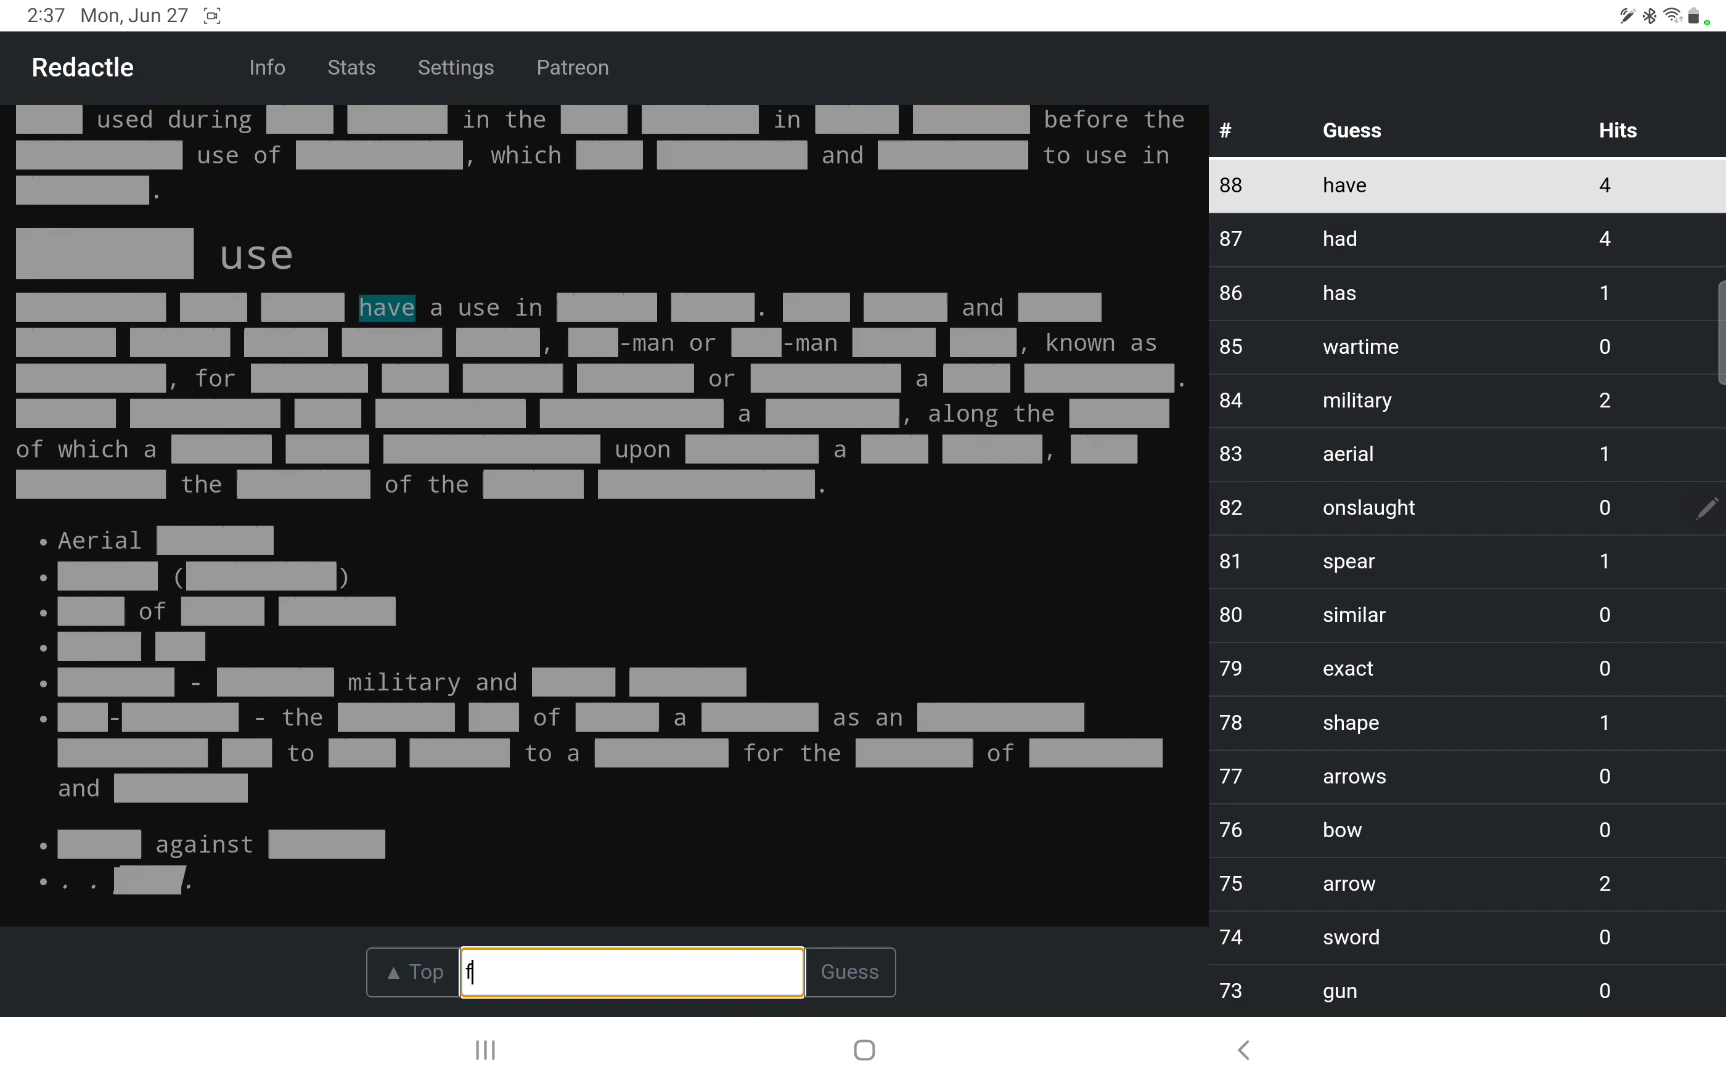 2:37 Mon, Jun 27
Redactle Info Stats Settings Patreon
used during in the in before the
use of , which and to use in
.
use
have a use in . and
, -man or -man , known as
, for or a .
a , along the
of which a upon a ,
the of the .
• Aerial
• ( )
• of
•
• - military and
• - - the of a as an
to to a for the of
and
• against
• . . .
# Guess Hits
88 have 4
87 had 4
86 has 1
85 wartime 0
84 military 2
83 aerial 1
82 onslaught 0
81 spear 1
80 similar 0
79 exact 0
78 shape 1
77 arrows 0
76 bow 0
75 arrow 2
74 sword 0
73 gun 0
▲ Top f Guess